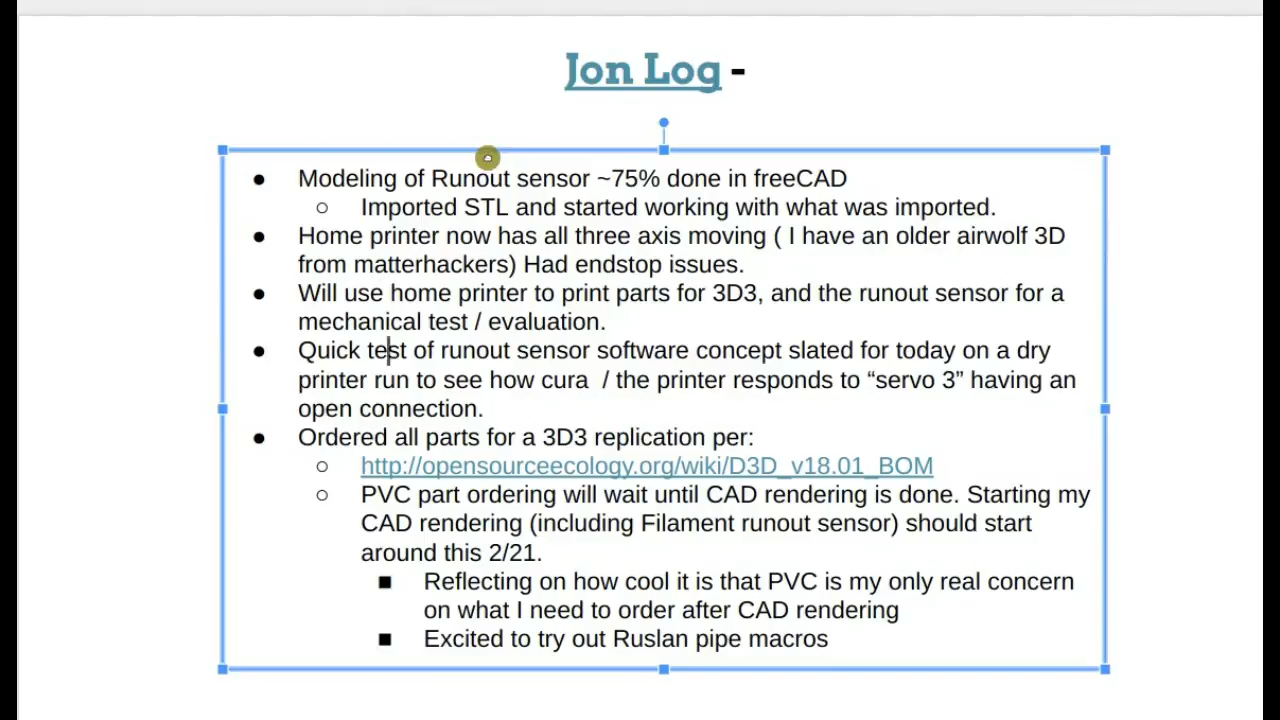 Jon Log -
● Modeling of Runout sensor ~75% done in freeCAD
○ Imported STL and started working with what was imported.
● Home printer now has all three axis moving ( I have an older airwolf 3D
from matterhackers) Had endstop issues.
● Will use home printer to print parts for 3D3, and the runout sensor for a
mechanical test / evaluation.
● Quick test of runout sensor software concept slated for today on a dry
printer run to see how cura  / the printer responds to “servo 3” having an
open connection.
● Ordered all parts for a 3D3 replication per:
○ http://opensourceecology.org/wiki/D3D_v18.01_BOM
○ PVC part ordering will wait until CAD rendering is done. Starting my
CAD rendering (including Filament runout sensor) should start
around this 2/21.
■ Reflecting on how cool it is that PVC is my only real concern
on what I need to order after CAD rendering
■ Excited to try out Ruslan pipe macros